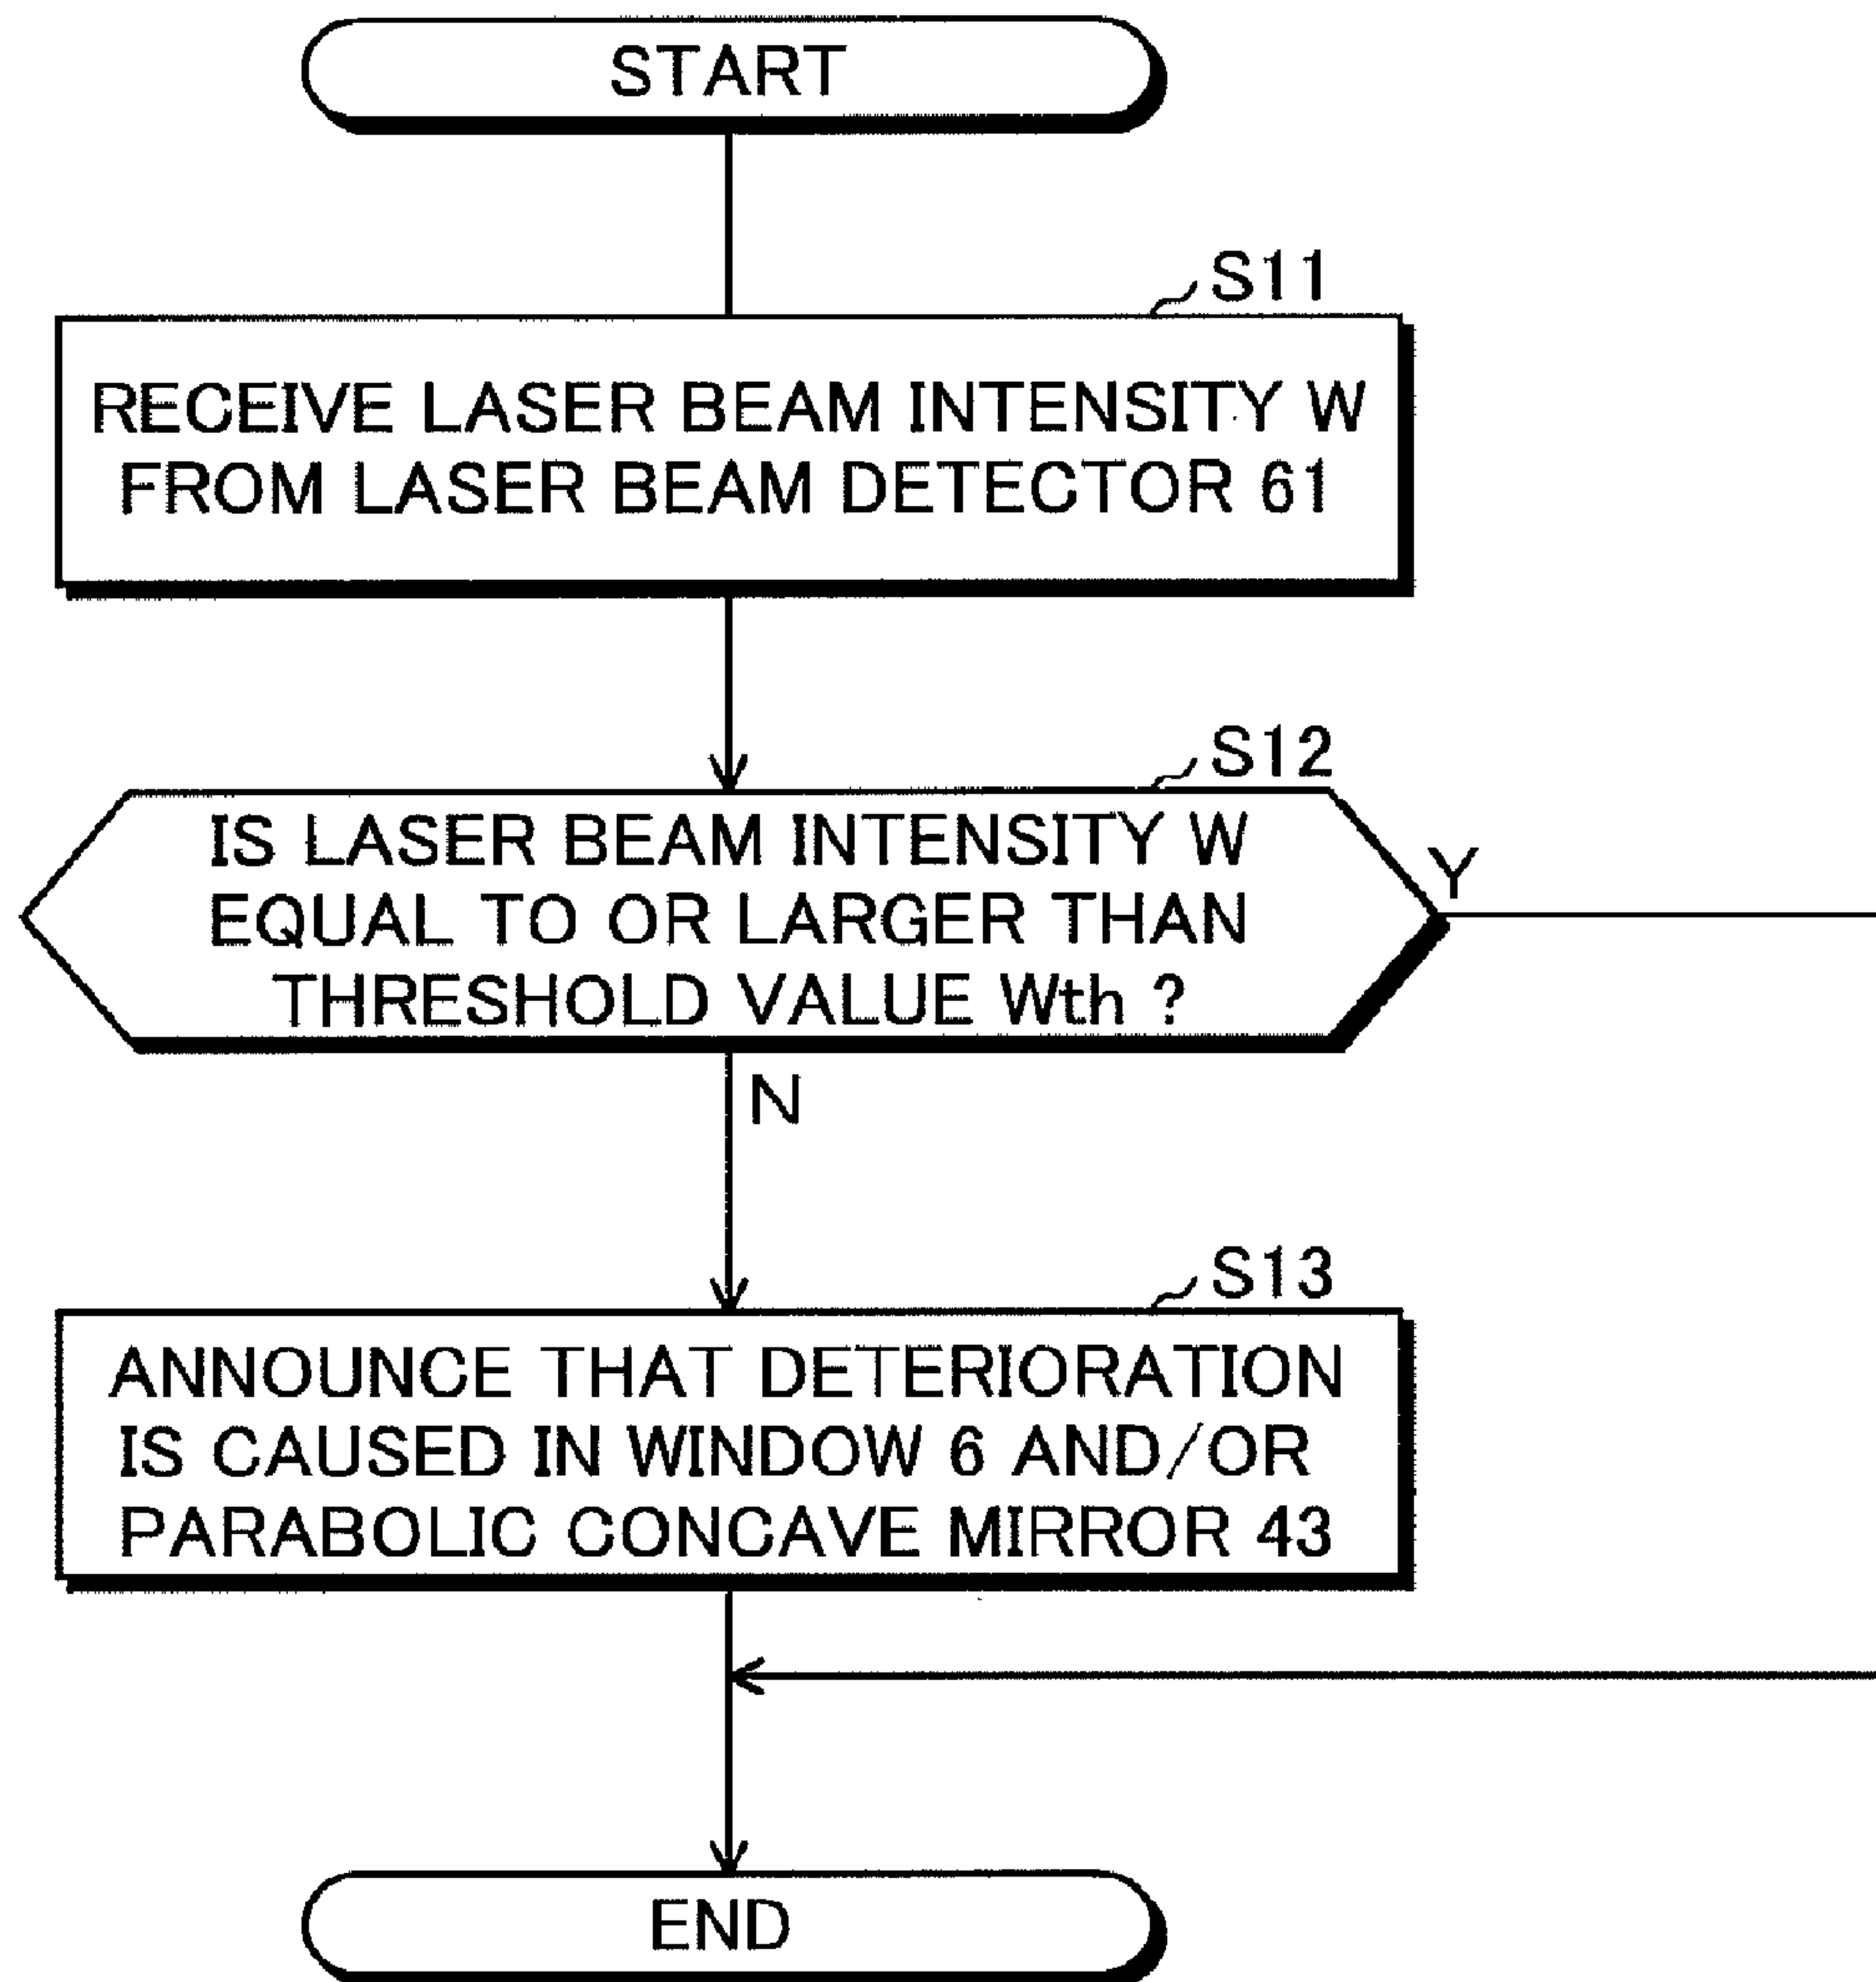 START
S11
RECEIVE LASER BEAM INTENSITY W
FROM LASER BEAM DETECTOR 61
S12
IS LASER BEAM INTENSITY W
EQUAL TO OR LARGER THAN
THRESHOLD VALUE Wth ?
Y
N
S13
ANNOUNCE THAT DETERIORATION
IS CAUSED IN WINDOW 6 AND/OR
PARABOLIC CONCAVE MIRROR 43
END